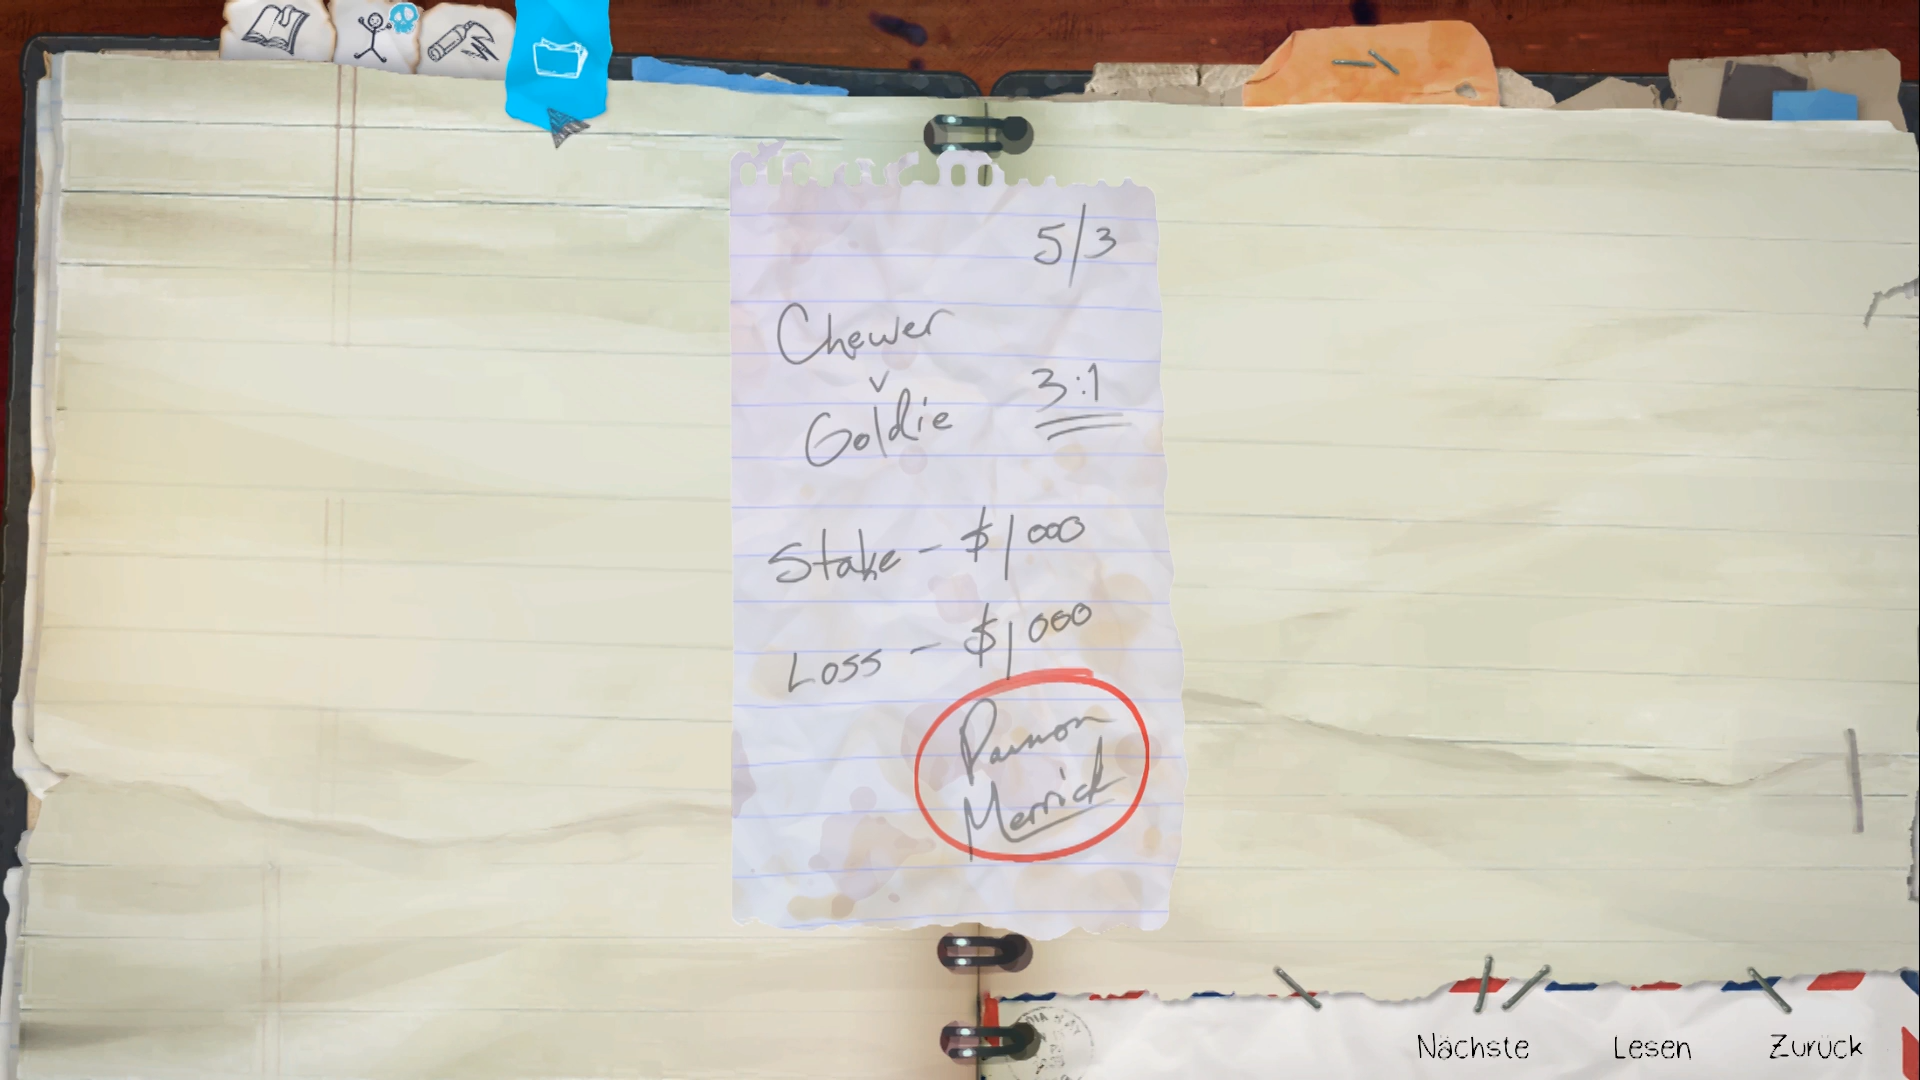 5/3
Chewer
v
Goldie 3:1
Stake - $1000
Loss - $1000
Damon
Merrick
Nächste Lesen Zurück